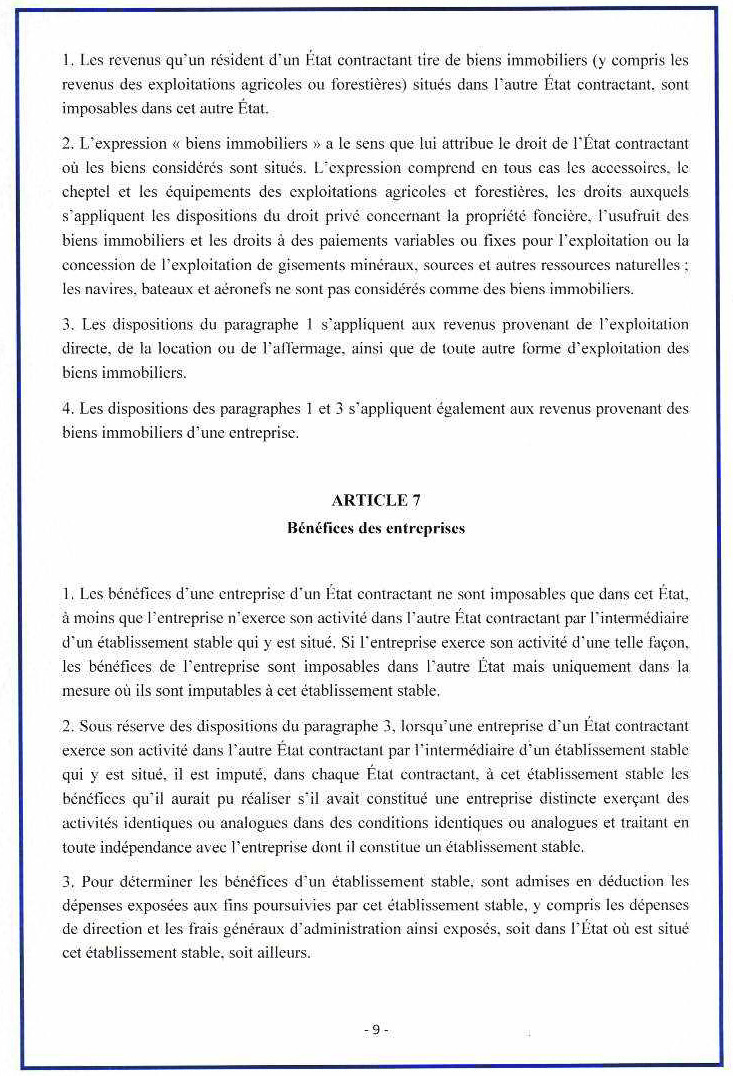 1. Les revenus qu'un résident d'un État contractant tire de biens immobiliers (y compris les
revenus des exploitations agricoles ou forestières) situés dans l'autre État contractant, sont
imposables dans cet autre État.
2. L'expression « biens immobiliers » a le sens que lui attribue le droit de l'État contractant
où les biens considérés sont situés. L'expression comprend en tous cas les accessoires, le
cheptel et les équipements des exploitations agricoles et forestières, les droits auxquels
s'appliquent les dispositions du droit privé concernant la propriété foncière, l'usufruit des
biens immobiliers et les droits à des paiements variables ou fixes pour l'exploitation ou la
concession de l'exploitation de gisements minéraux, sources et autres ressources naturelles ;
les navires, bateaux et aéronefs ne sont pas considérés comme des biens immobiliers.
3. Les dispositions du paragraphe 1 s'appliquent aux revenus provenant de l'exploitation
directe, de la location ou de l'affermage, ainsi que de toute autre forme d'exploitation des
biens immobiliers.
4. Les dispositions des paragraphes 1 et 3 s'appliquent également aux revenus provenant des
biens immobiliers d'une entreprise.
ARTICLE 7
Bénéfices des entreprises
1. Les bénéfices d'une entreprise d'un État contractant ne sont imposables que dans cet État,
à moins que l'entreprise n'exerce son activité dans l'autre État contractant par l'intermédiaire
d'un établissement stable qui y est situé. Si l'entreprise exerce son activité d'une telle façon,
les bénéfices de l'entreprise sont imposables dans l'autre État mais uniquement dans la
mesure où ils sont imputables à cet établissement stable.
2. Sous réserve des dispositions du paragraphe 3, lorsqu'une entreprise d'un État contractant
exerce son activité dans l'autre État contractant par l'intermédiaire d'un établissement stable
qui y est situé, il est imputé, dans chaque État contractant, à cet établissement stable les
bénéfices qu'il aurait pu réaliser s'il avait constitué une entreprise distincte exerçant des
activités identiques ou analogues dans des conditions identiques ou analogues et traitant en
toute indépendance avec l'entreprise dont il constitue un établissement stable.
3. Pour déterminer les bénéfices d'un établissement stable, sont admises en déduction les
dépenses exposées aux fins poursuivies par cet établissement stable, y compris les dépenses
de direction et les frais généraux d'administration ainsi exposés, soit dans l'État où est situé
cet établissement stable, soit ailleurs.
- 9 -